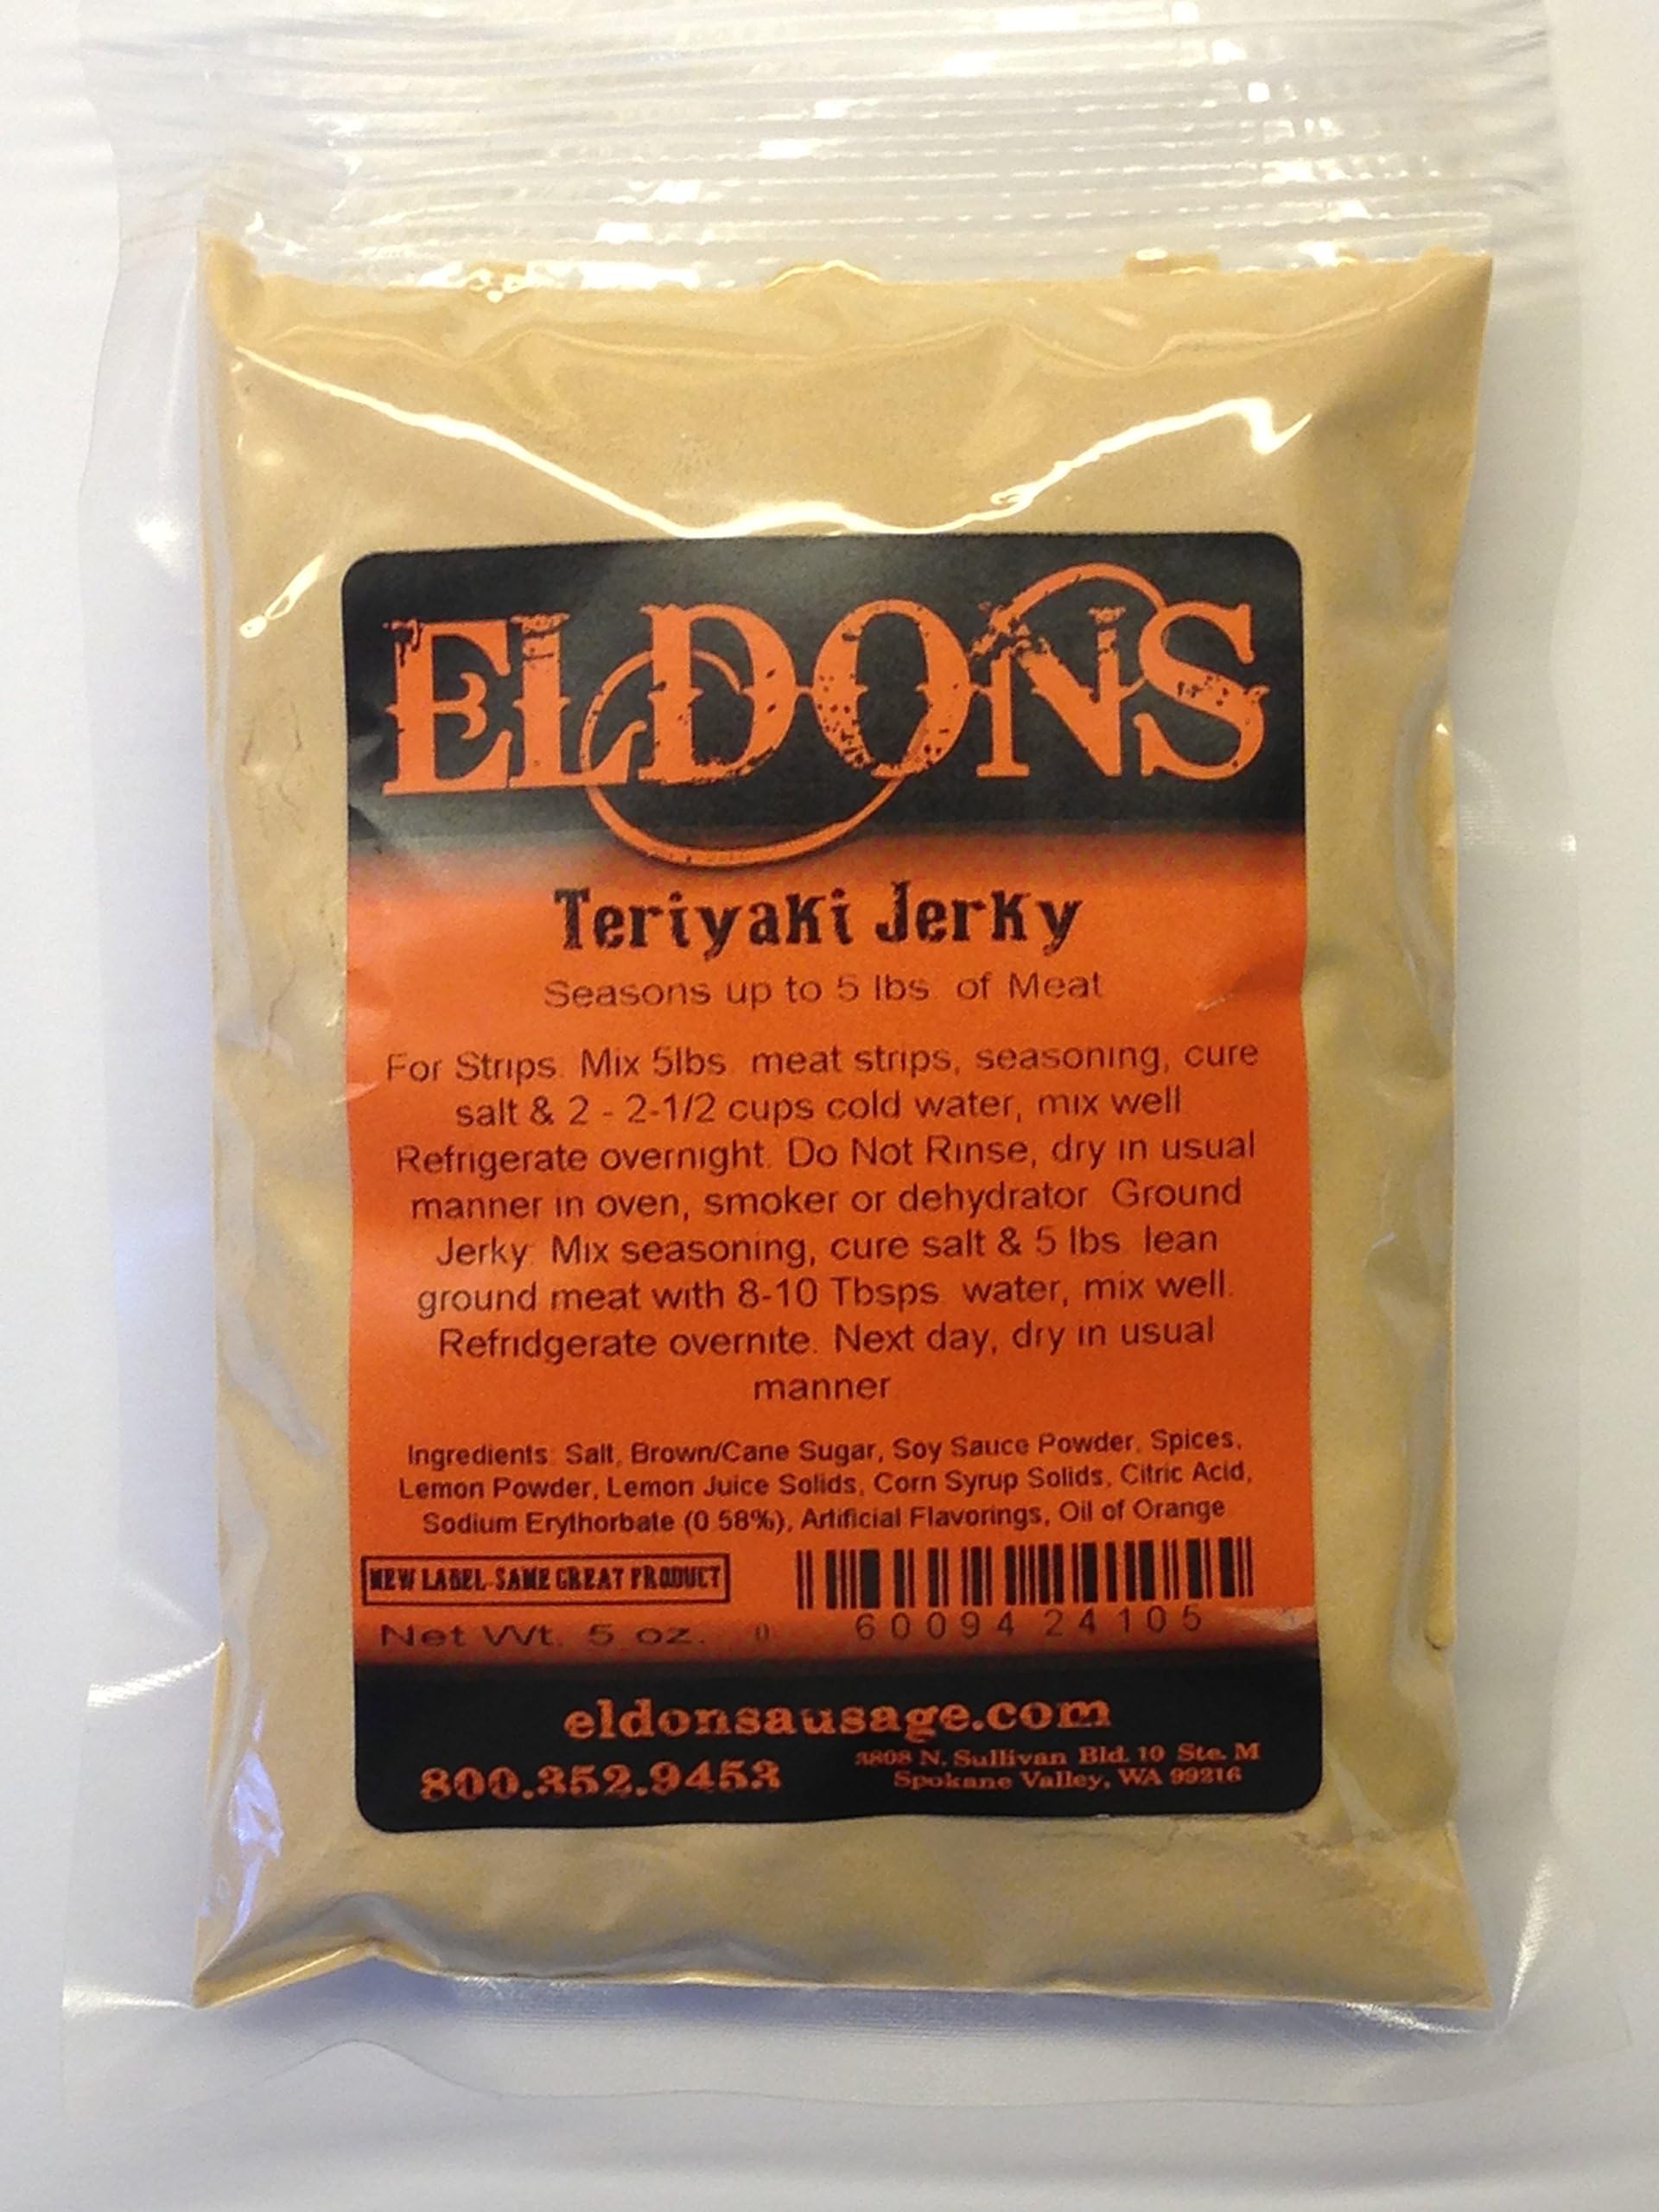 ELDONS
Teriyaki Jerky
Seasons up to 5 lbs. of Meat
For Strips. Mix 5lbs. meat strips, seasoning, cure
salt & 2 - 2-1/2 cups cold water, mix well
Refrigerate overnight. Do Not Rinse, dry in usual
manner in oven, smoker or dehydrator. Ground
Jerky. Mix seasoning, cure salt & 5 lbs. lean
ground meat with 8-10 Tbsps. water, mix well.
Refridgerate overnite. Next day, dry in usual
manner
Ingredients: Salt, Brown/Cane Sugar, Soy Sauce Powder, Spices,
Lemon Powder, Lemon Juice Solids, Corn Syrup Solids, Citric Acid,
Sodium Erythorbate (0.58%), Artificial Flavorings, Oil of Orange
NEW LABEL-SAME GREAT PRODUCT
Net Wt. 5 oz.
0 60094 24105
eldonsausage.com
800.352.9453
3808 N. Sullivan Bld. 10 Ste. M
Spokane Valley, WA 99216